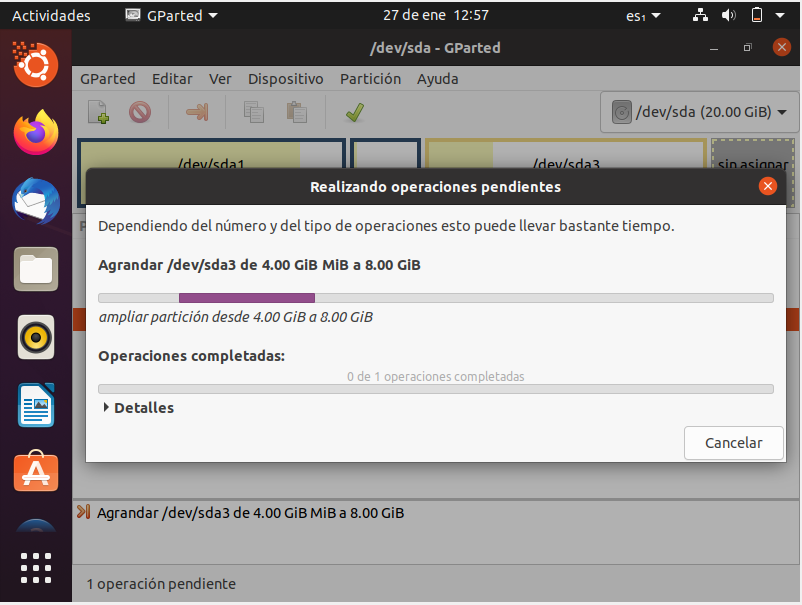 Actividades
GParted
27 de ene 12:57
es₁
/dev/sda - GParted
GParted Editar Ver Dispositivo Partición Ayuda
/dev/sda (20.00 GiB)
/dev/sda1
/dev/sda3
sin asignar
Realizando operaciones pendientes
Dependiendo del número y del tipo de operaciones esto puede llevar bastante tiempo.
Agrandar /dev/sda3 de 4.00 GiB MiB a 8.00 GiB
ampliar partición desde 4.00 GiB a 8.00 GiB
Operaciones completadas:
0 de 1 operaciones completadas
Detalles
Cancelar
Agrandar /dev/sda3 de 4.00 GiB MiB a 8.00 GiB
1 operación pendiente